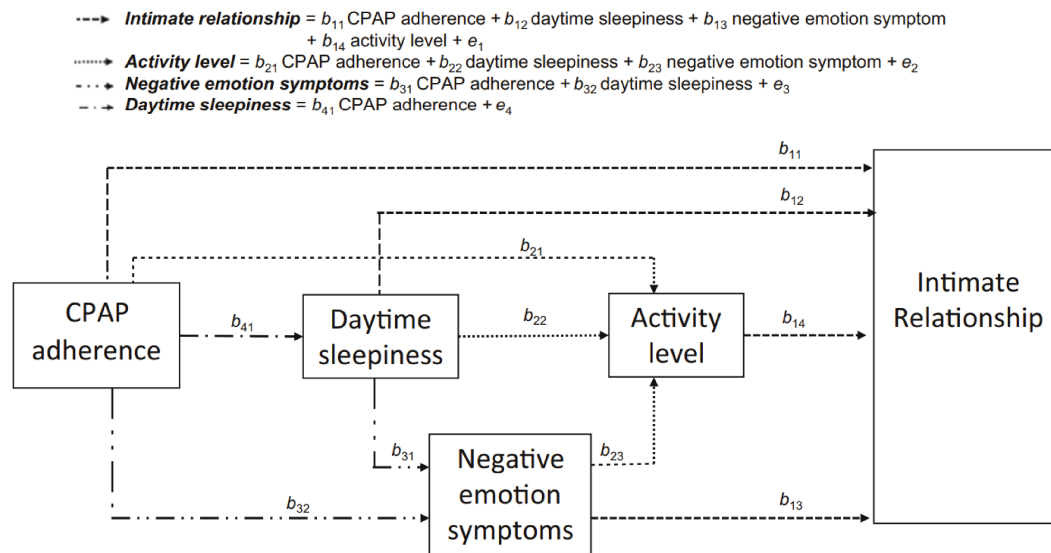 Intimate relationship = b11 CPAP adherence + b12 daytime sleepiness + b13 negative emotion symptom
+ b14 activity level + e1
Activity level = b21 CPAP adherence + b22 daytime sleepiness + b23 negative emotion symptom + e2
Negative emotion symptoms = b31 CPAP adherence + b32 daytime sleepiness + e3
Daytime sleepiness = b41 CPAP adherence + e4
b11
b12
b21
CPAP
adherence
b41
Daytime
sleepiness
b22
Activity
level
b14
Intimate
Relationship
b31
b32
Negative
emotion
symptoms
b23
b13